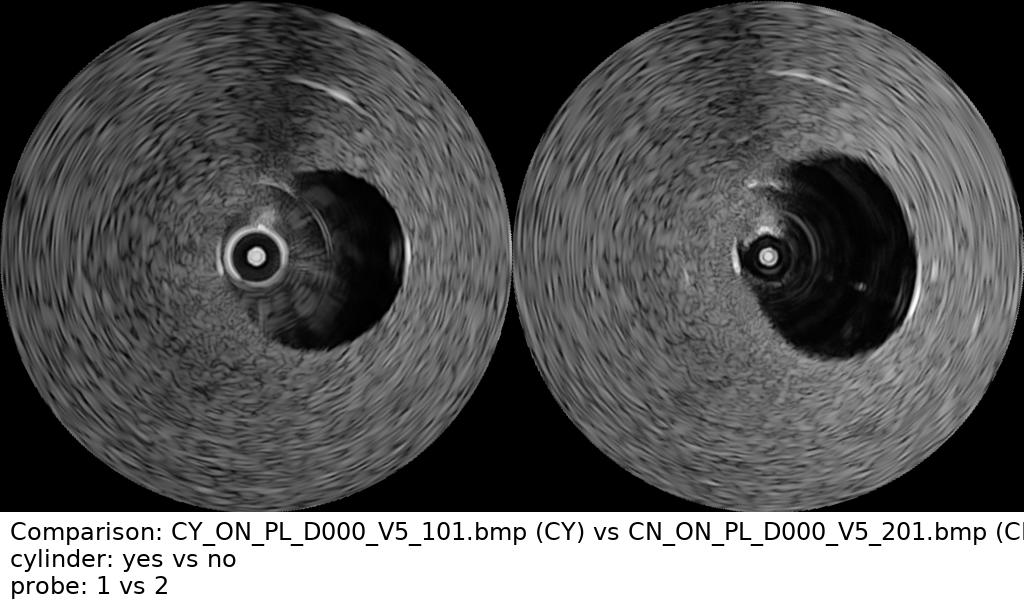 Comparison: CY_ON_PL_D000_V5_101.bmp (CY) vs CN_ON_PL_D000_V5_201.bmp
cylinder: yes vs no
probe: 1 vs 2